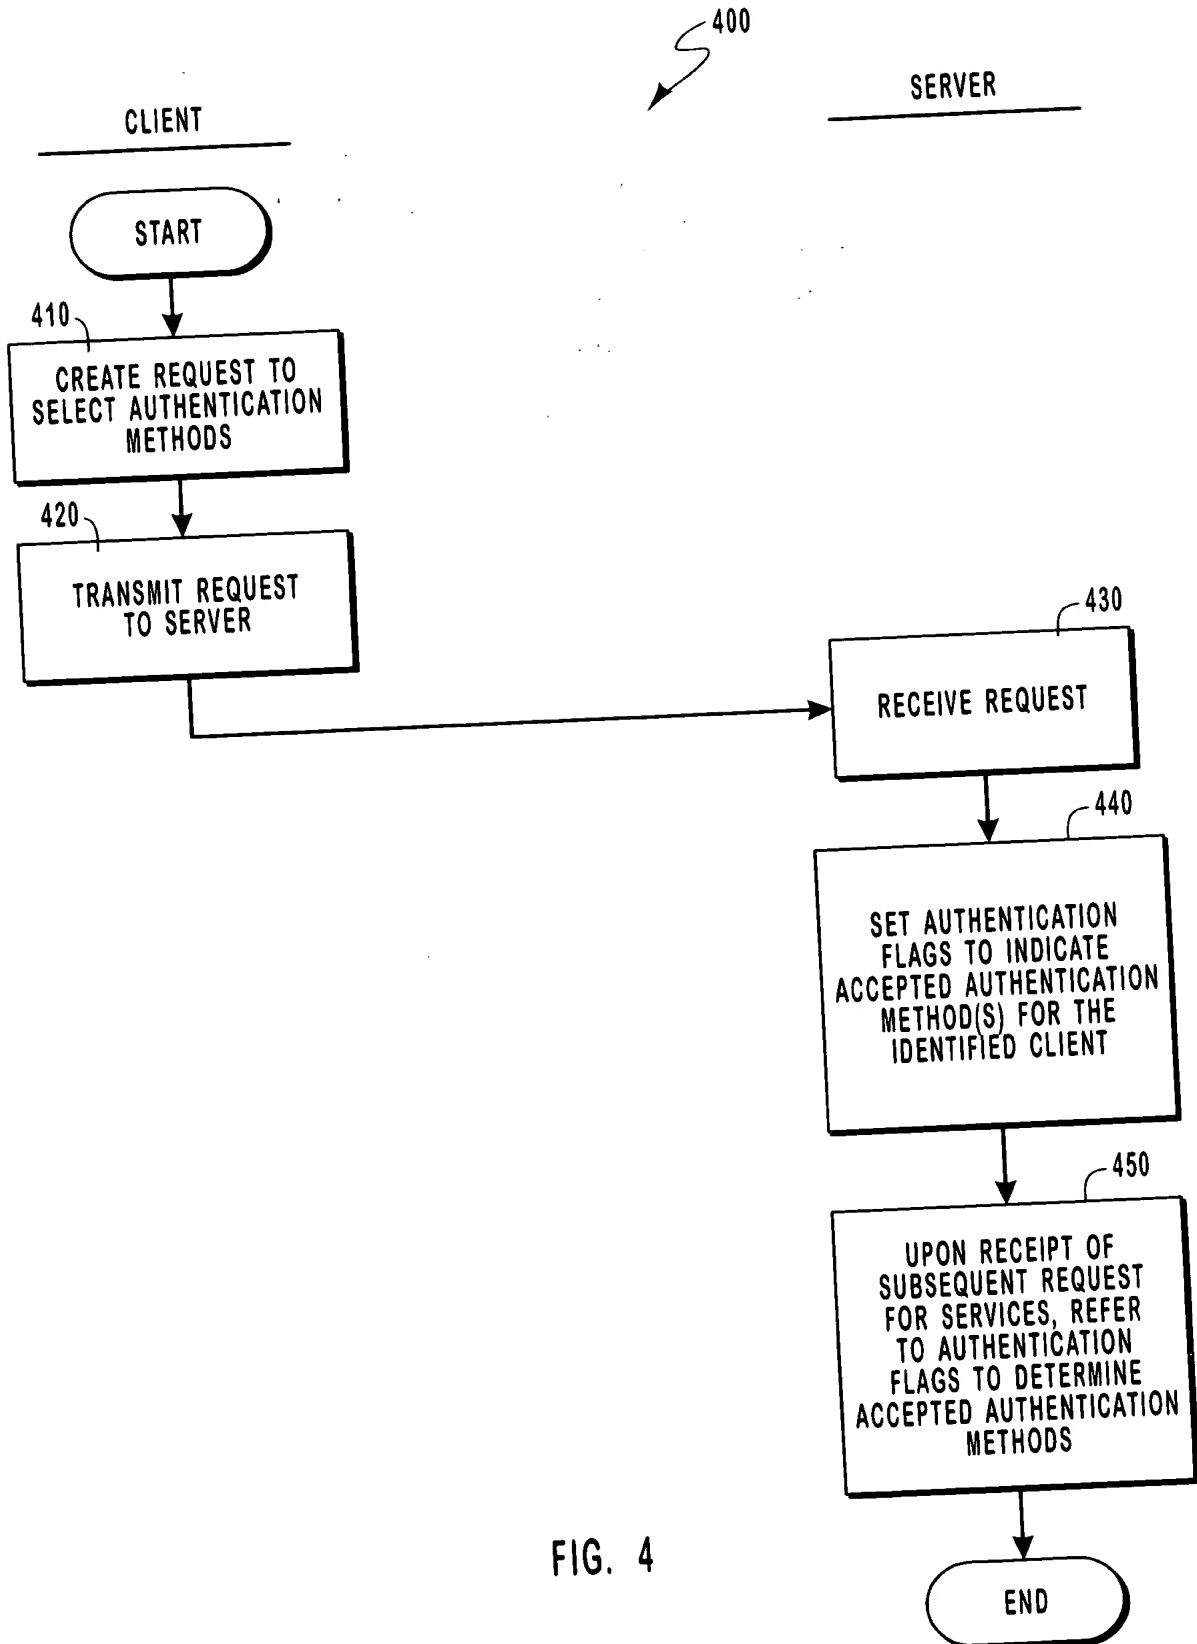 400
CLIENT
SERVER
START
410
CREATE REQUEST TO
SELECT AUTHENTICATION
METHODS
420
TRANSMIT REQUEST
TO SERVER
430
RECEIVE REQUEST
440
SET AUTHENTICATION
FLAGS TO INDICATE
ACCEPTED AUTHENTICATION
METHOD(S) FOR THE
IDENTIFIED CLIENT
450
UPON RECEIPT OF
SUBSEQUENT REQUEST
FOR SERVICES, REFER
TO AUTHENTICATION
FLAGS TO DETERMINE
ACCEPTED AUTHENTICATION
METHODS
END
FIG. 4